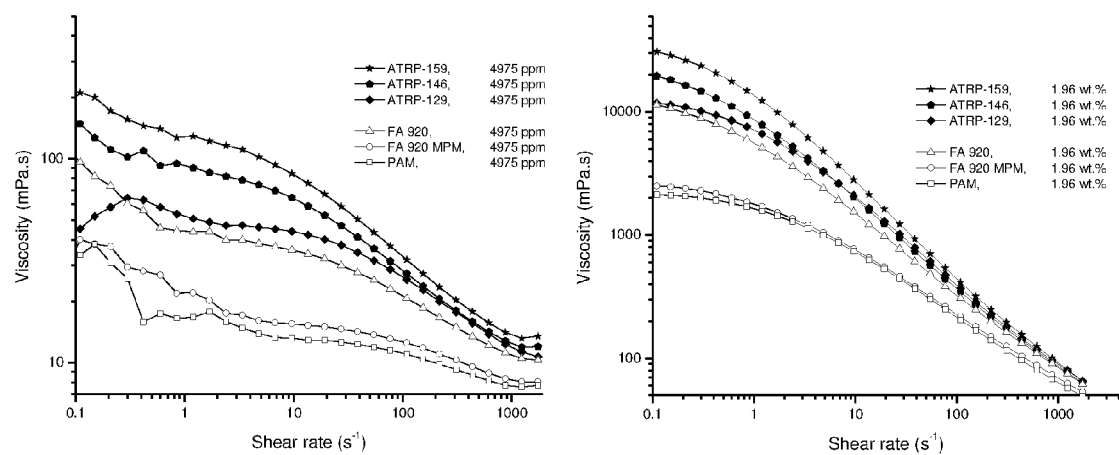 Viscosity (mPa.s)
100
10
0.1 1 10 100 1000
Shear rate (s⁻¹)
ATRP-159, 4975 ppm
ATRP-146, 4975 ppm
ATRP-129, 4975 ppm
FA 920, 4975 ppm
FA 920 MPM, 4975 ppm
PAM, 4975 ppm
Viscosity (mPa.s)
10000
1000
100
0.1 1 10 100 1000
Shear rate (s⁻¹)
ATRP-159, 1.96 wt.%
ATRP-146, 1.96 wt.%
ATRP-129, 1.96 wt.%
FA 920, 1.96 wt.%
FA 920 MPM, 1.96 wt.%
PAM, 1.96 wt.%